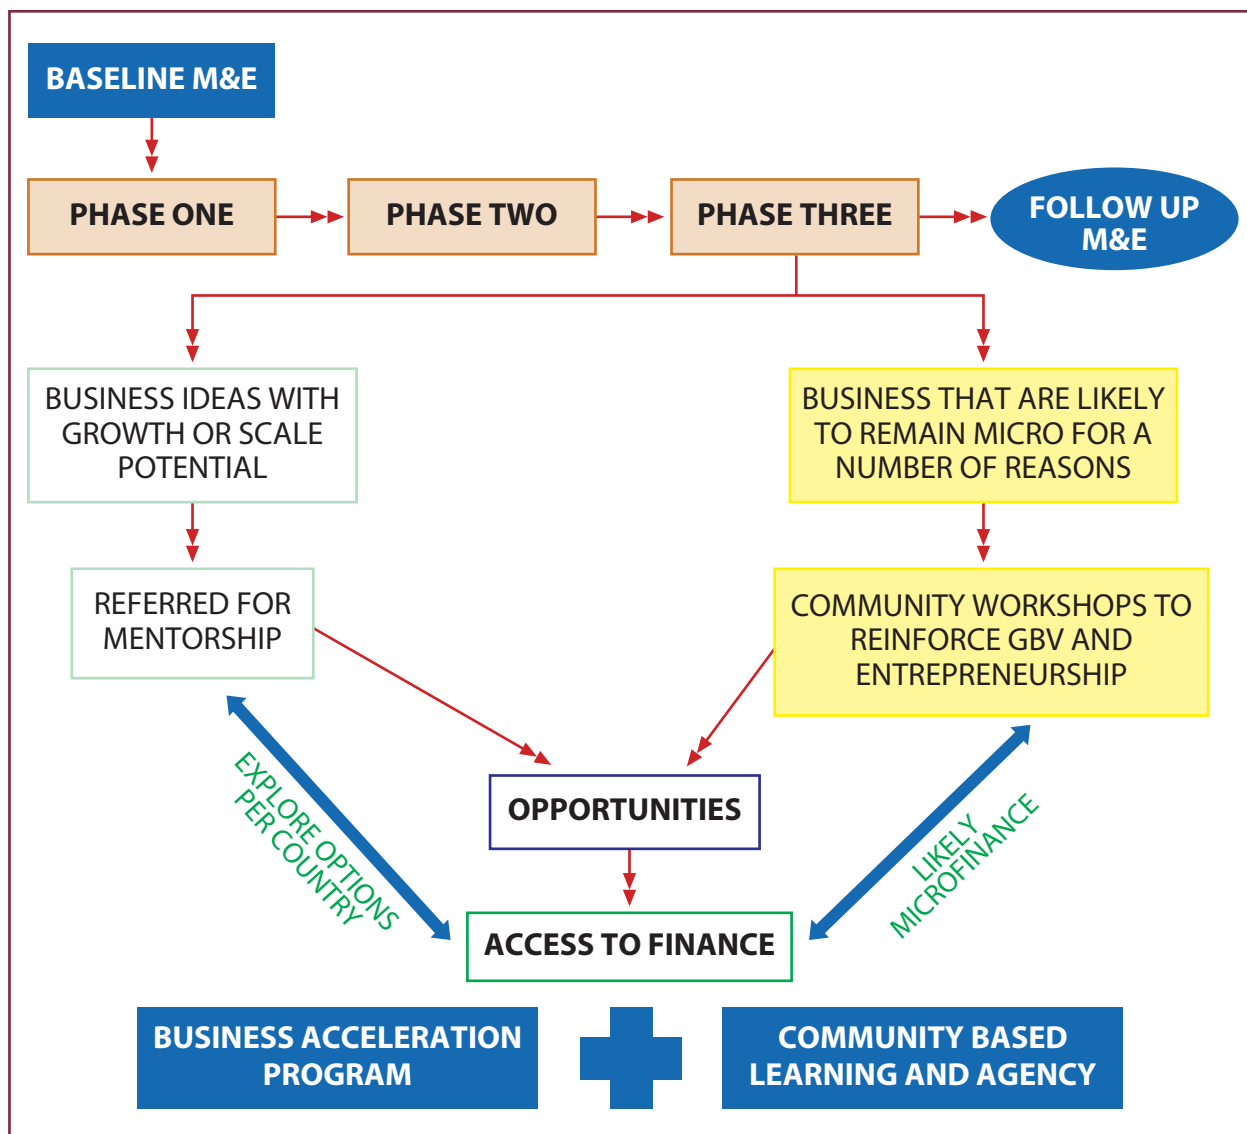 BASELINE M&E
PHASE ONE
PHASE TWO
PHASE THREE
FOLLOW UP
M&E
BUSINESS IDEAS WITH
GROWTH OR SCALE
POTENTIAL
BUSINESS THAT ARE LIKELY
TO REMAIN MICRO FOR A
NUMBER OF REASONS
REFERRED FOR
MENTORSHIP
COMMUNITY WORKSHOPS TO
REINFORCE GBV AND
ENTREPRENEURSHIP
EXPLORE OPTIONS
PER COUNTRY
OPPORTUNITIES
LIKELY
MICROFINANCE
ACCESS TO FINANCE
BUSINESS ACCELERATION
PROGRAM
COMMUNITY BASED
LEARNING AND AGENCY